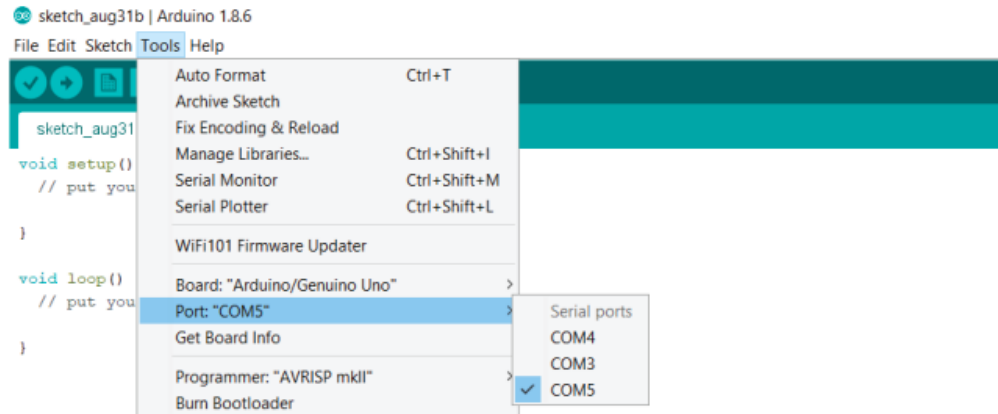 sketch_aug31b | Arduino 1.8.6
File Edit Sketch Tools Help
sketch_aug31
void setup()
// put you
}
void loop()
// put you
}
Auto Format Ctrl+T
Archive Sketch
Fix Encoding & Reload
Manage Libraries... Ctrl+Shift+I
Serial Monitor Ctrl+Shift+M
Serial Plotter Ctrl+Shift+L
WiFi101 Firmware Updater
Board: "Arduino/Genuino Uno"
Port: "COM5"
Get Board Info
Programmer: "AVRISP mkII"
Burn Bootloader
Serial ports
COM4
COM3
COM5